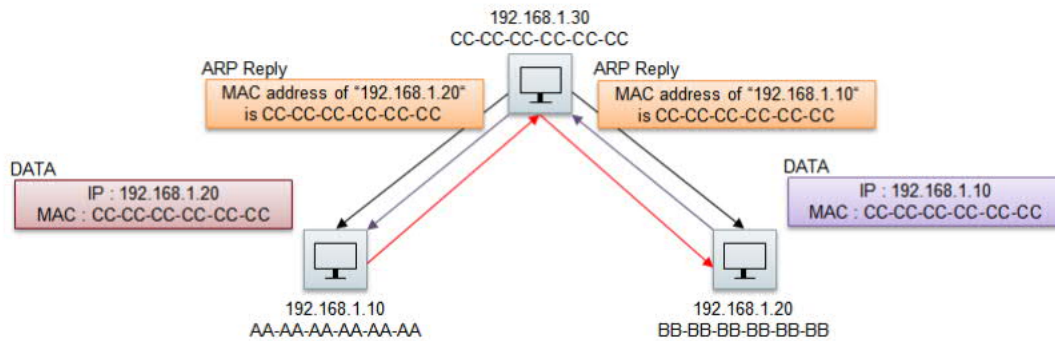 192.168.1.30
CC-CC-CC-CC-CC-CC
ARP Reply
MAC address of “192.168.1.20“
is CC-CC-CC-CC-CC-CC
ARP Reply
MAC address of “192.168.1.10“
is CC-CC-CC-CC-CC-CC
DATA
IP : 192.168.1.20
MAC : CC-CC-CC-CC-CC-CC
DATA
IP : 192.168.1.10
MAC : CC-CC-CC-CC-CC-CC
192.168.1.10
AA-AA-AA-AA-AA-AA
192.168.1.20
BB-BB-BB-BB-BB-BB